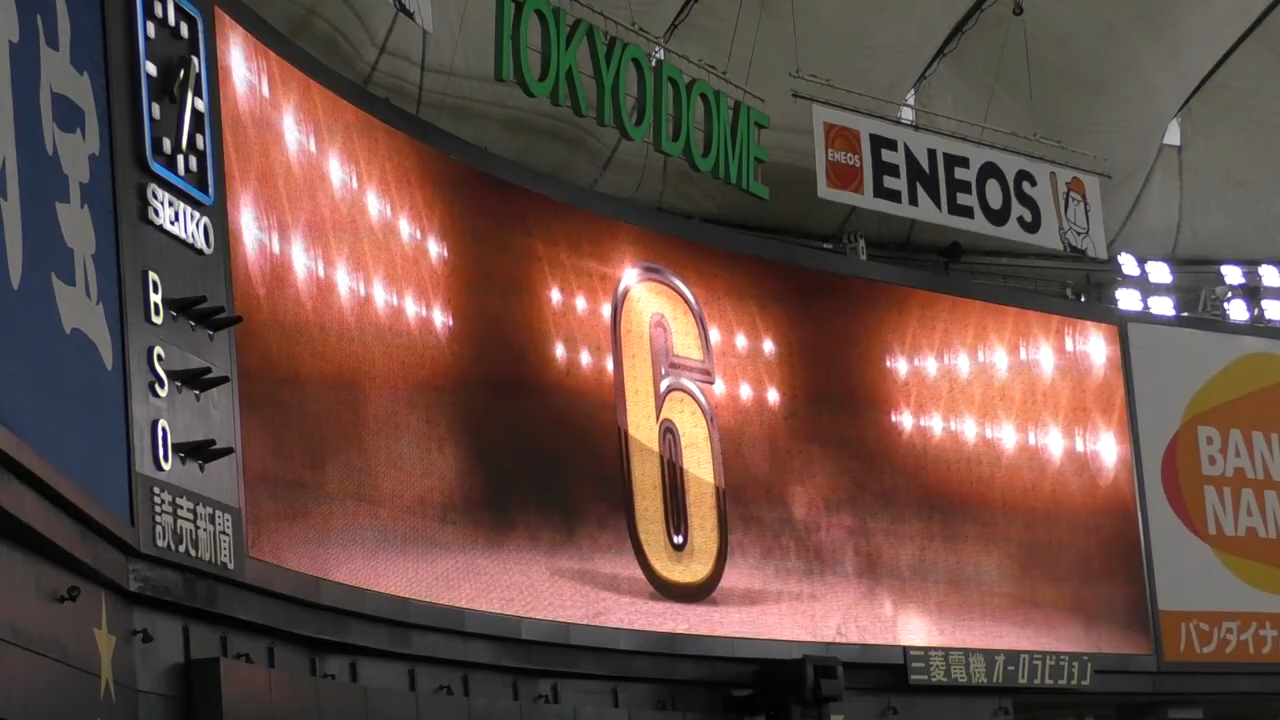 TOKYO DOME
ENEOS
ENEOS
SEIKO
B
S
O
6
読売新聞
BAN
NAM
バンダイナ
三菱電機 オーロラビジョン